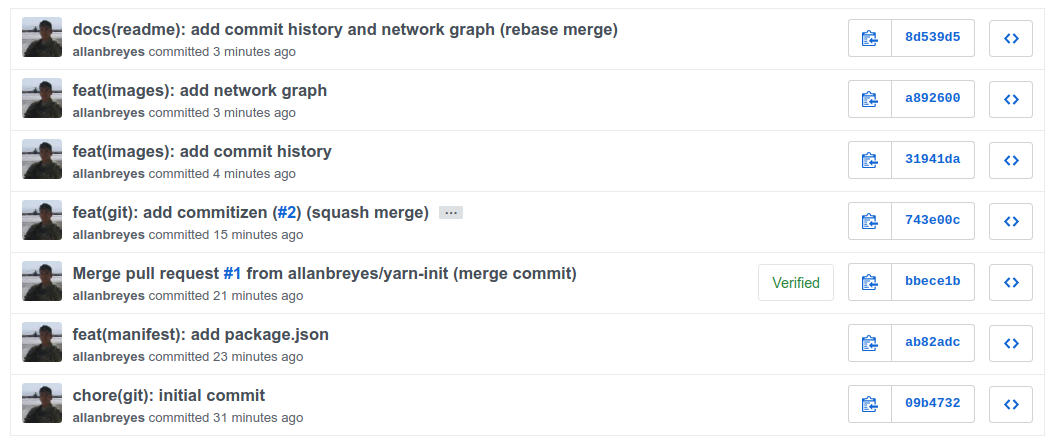 docs(readme): add commit history and network graph (rebase merge)
allanbreyes committed 3 minutes ago
8d539d5
feat(images): add network graph
allanbreyes committed 3 minutes ago
a892600
feat(images): add commit history
allanbreyes committed 4 minutes ago
31941da
feat(git): add commitizen (#2) (squash merge) ...
allanbreyes committed 15 minutes ago
743e00c
Merge pull request #1 from allanbreyes/yarn-init (merge commit)
allanbreyes committed 21 minutes ago
Verified
bbece1b
feat(manifest): add package.json
allanbreyes committed 23 minutes ago
ab82adc
chore(git): initial commit
allanbreyes committed 31 minutes ago
09b4732